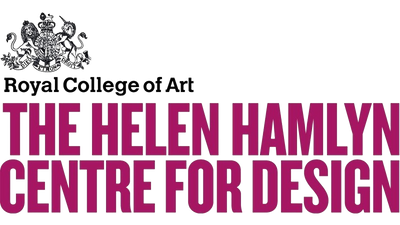 Royal College of Art
THE HELEN HAMLYN
CENTRE FOR DESIGN